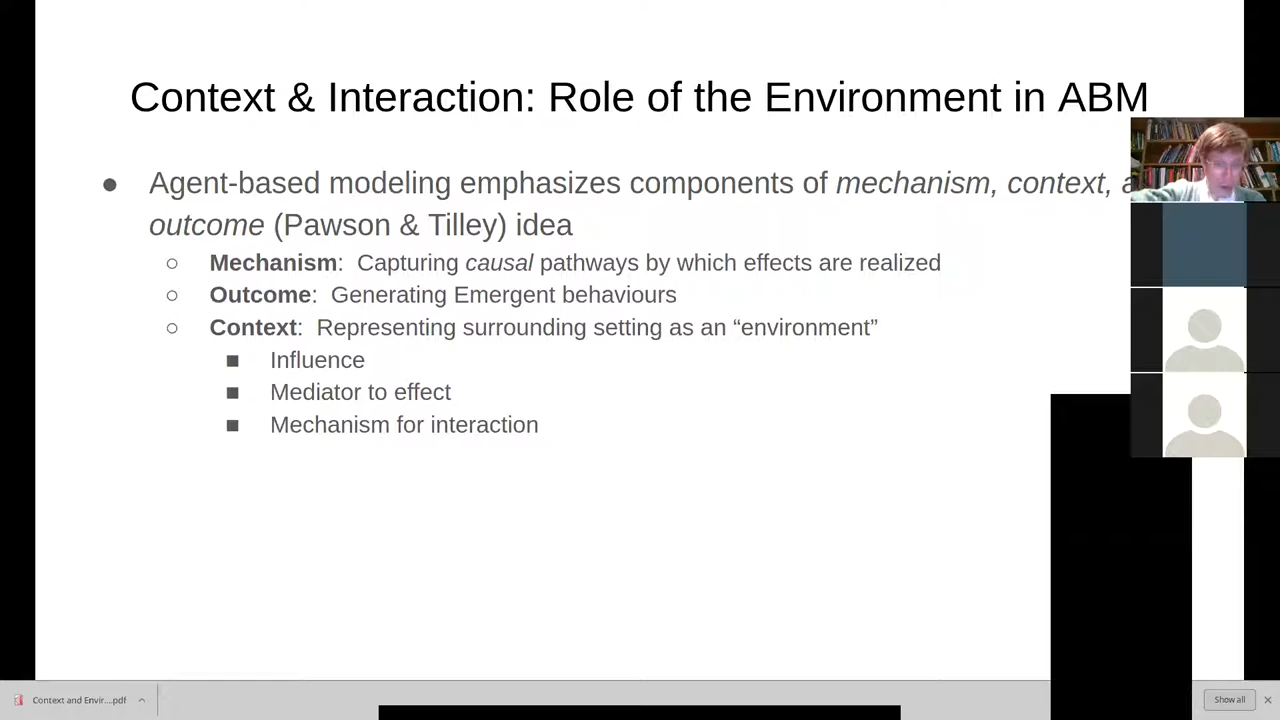 Context & Interaction: Role of the Environment in ABM
Agent-based modeling emphasizes components of mechanism, context,
outcome (Pawson & Tilley) idea
Mechanism: Capturing causal pathways by which effects are realized
Outcome: Generating Emergent behaviours
Context: Representing surrounding setting as an “environment”
Influence
Mediator to effect
Mechanism for interaction
Context and Envir....pdf
Show all